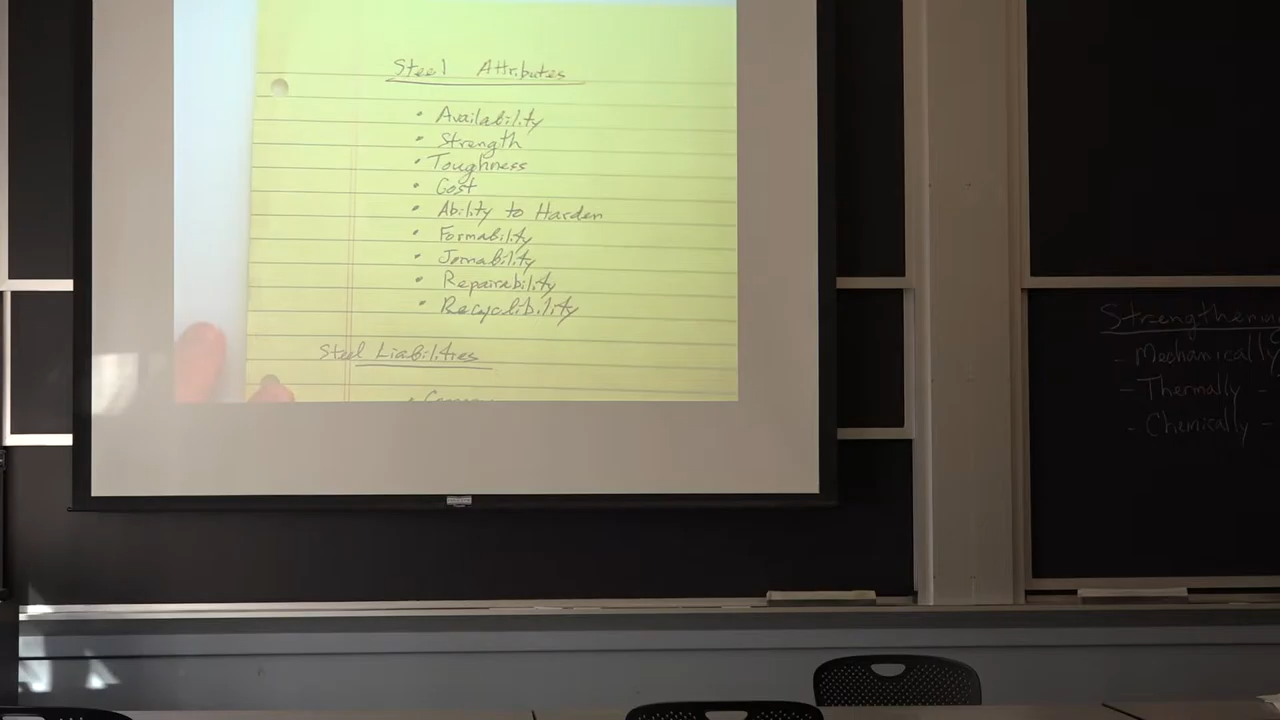 Steel Attributes
• Availability
• Strength
• Toughness
• Cost
• Ability to Harden
• Formability
• Joinability
• Repairability
• Recyclibility
Steel Liabilities
Strengthening
- Mechanically
- Thermally -
- Chemically -